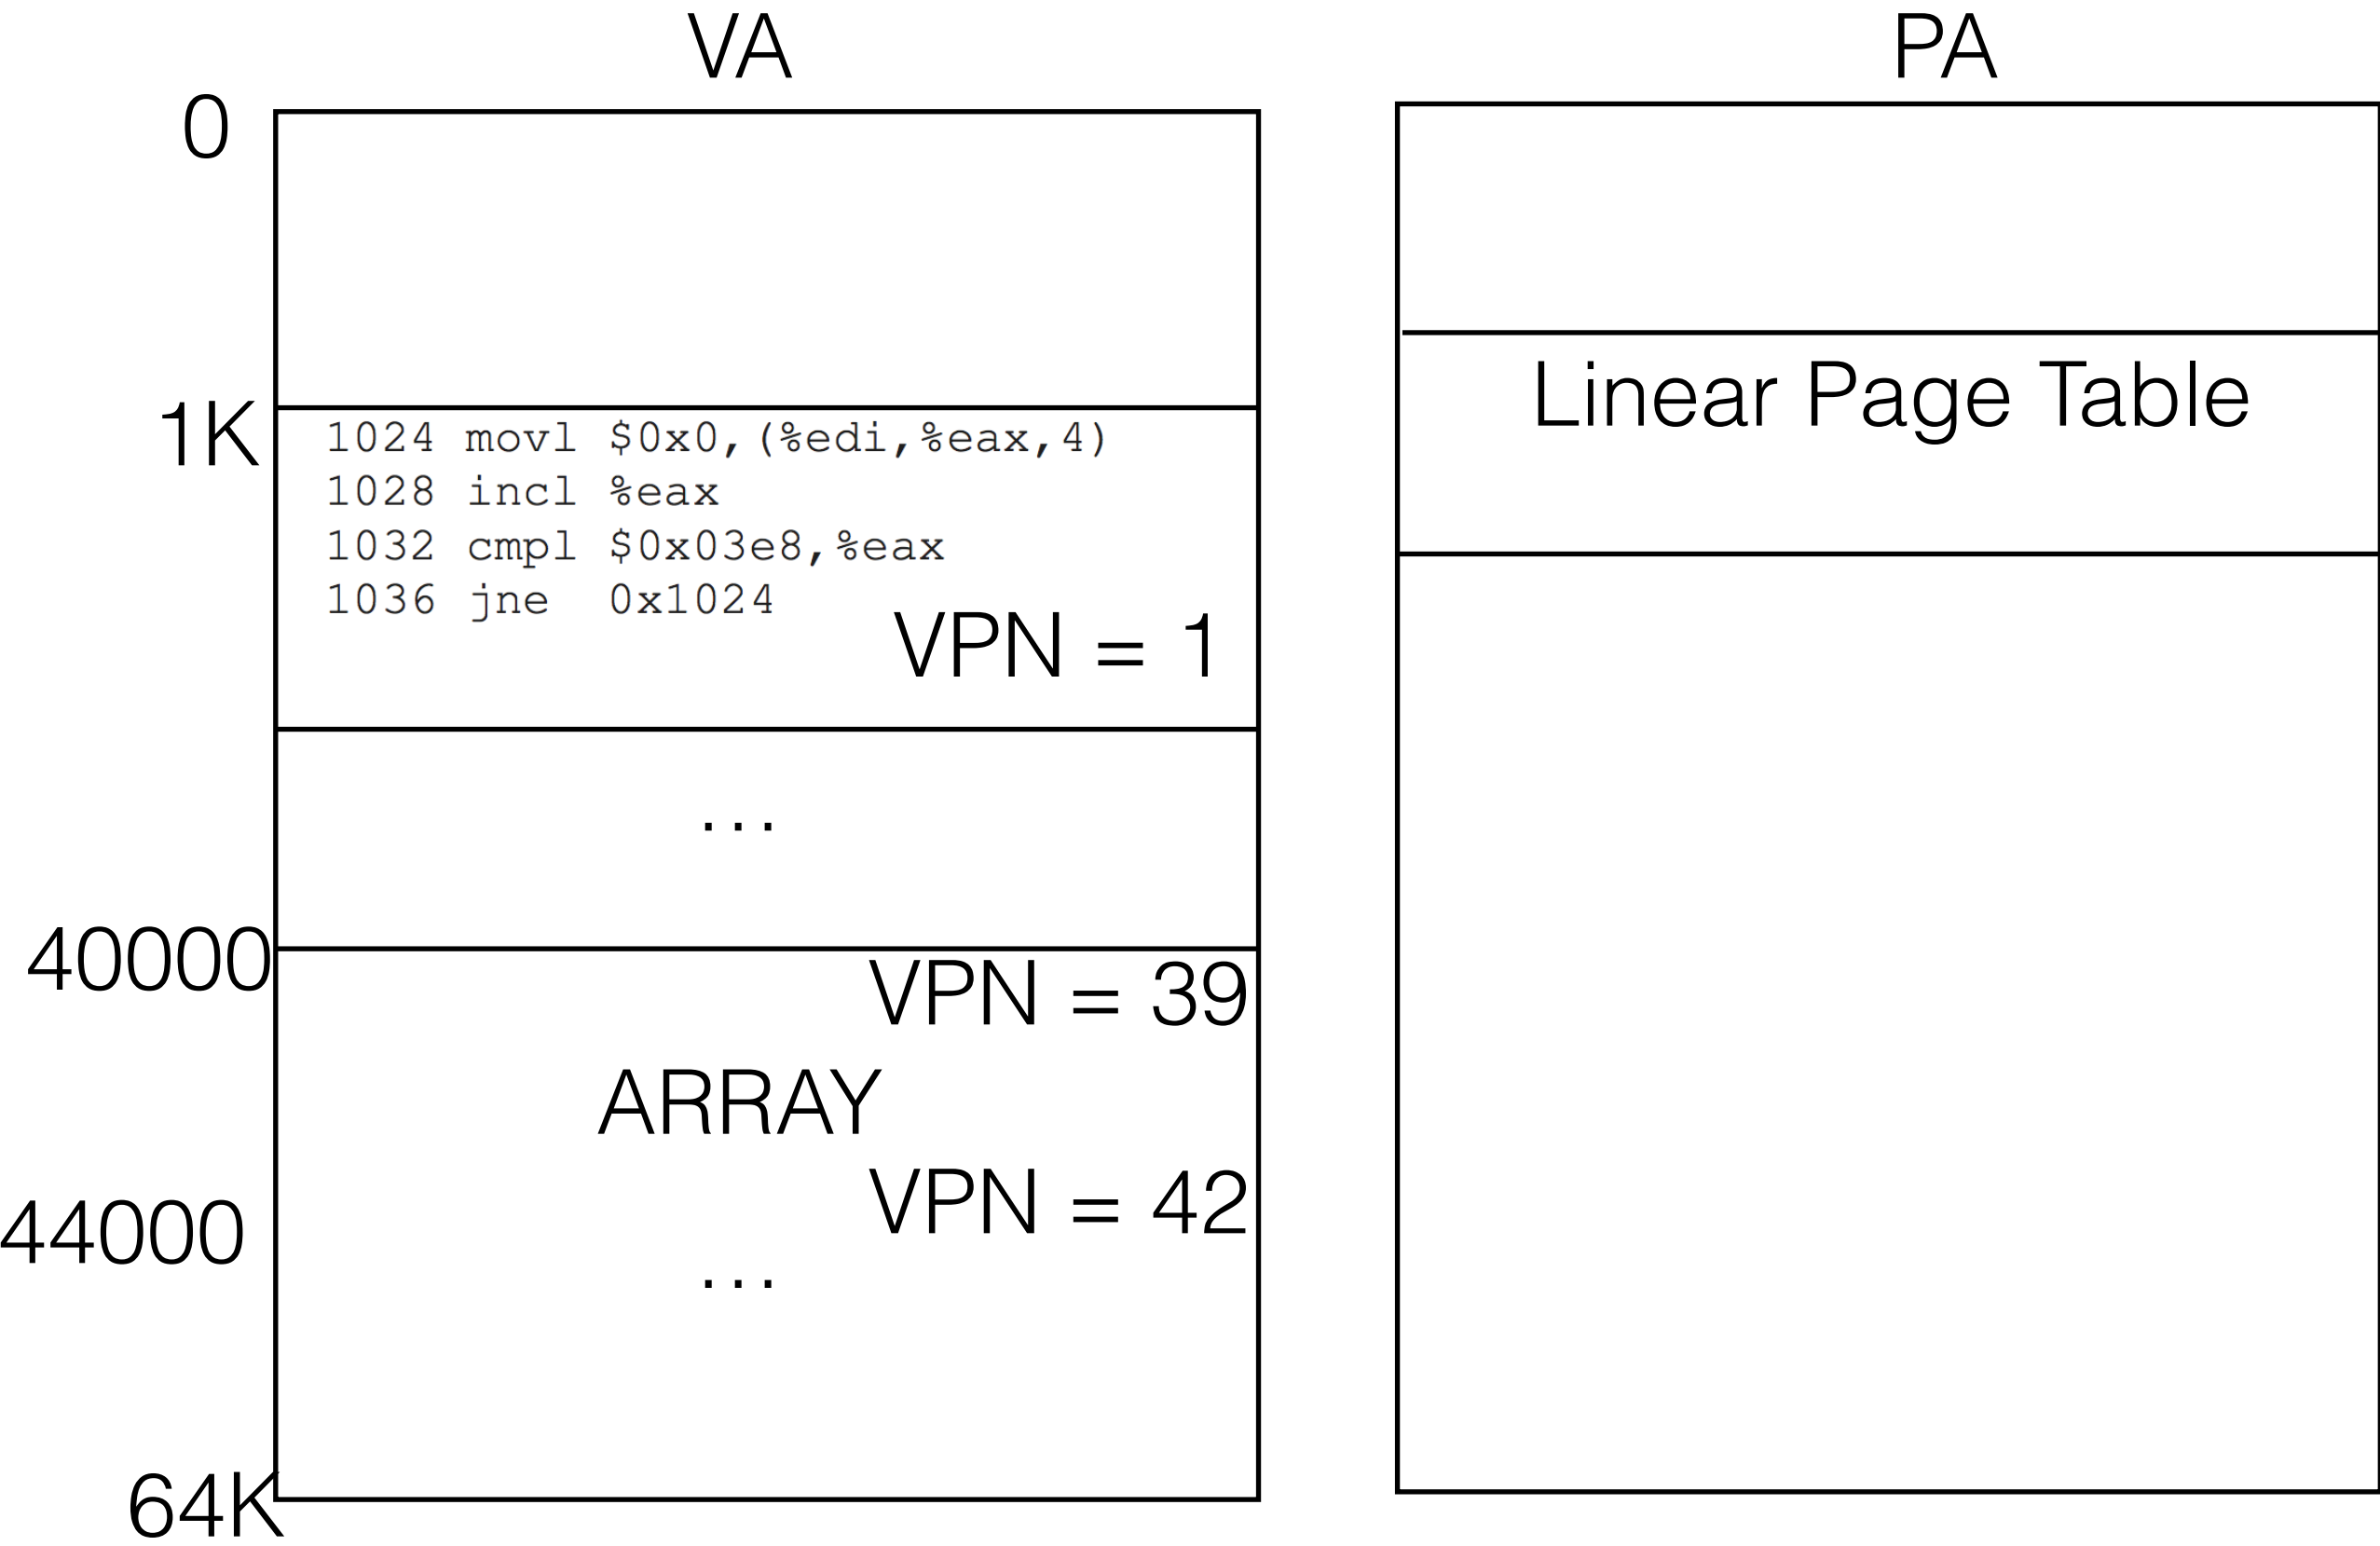 VA
PA
0
1K
1024 movl $0x0,(%edi,%eax,4)
1028 incl %eax
1032 cmpl $0x03e8,%eax
1036 jne 0x1024
VPN = 1
Linear Page Table
...
40000
VPN = 39
ARRAY
VPN = 42
44000
...
64K